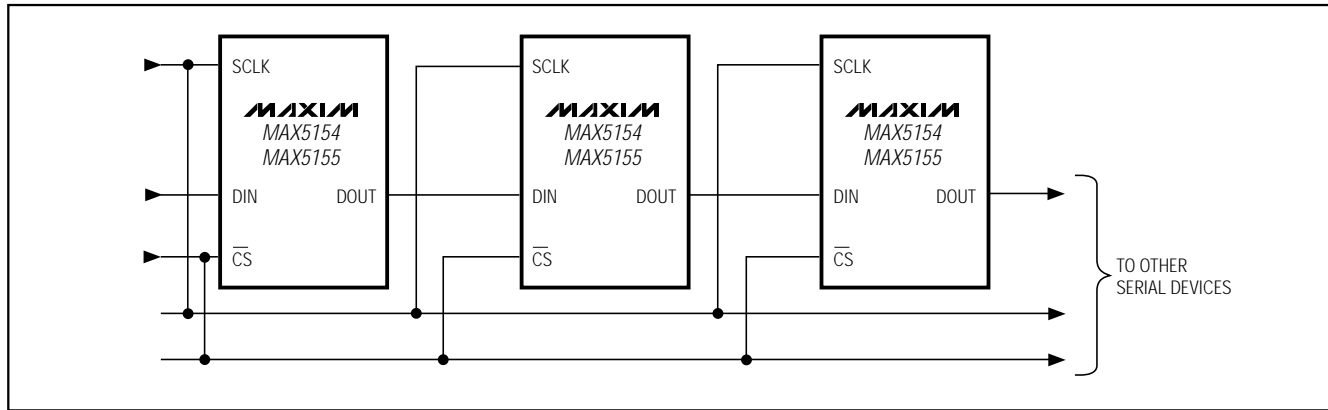 SCLK
MAXIM
MAX5154
MAX5155
DIN
DOUT
CS
SCLK
MAXIM
MAX5154
MAX5155
DIN
DOUT
CS
SCLK
MAXIM
MAX5154
MAX5155
DIN
DOUT
CS
TO OTHER
SERIAL DEVICES